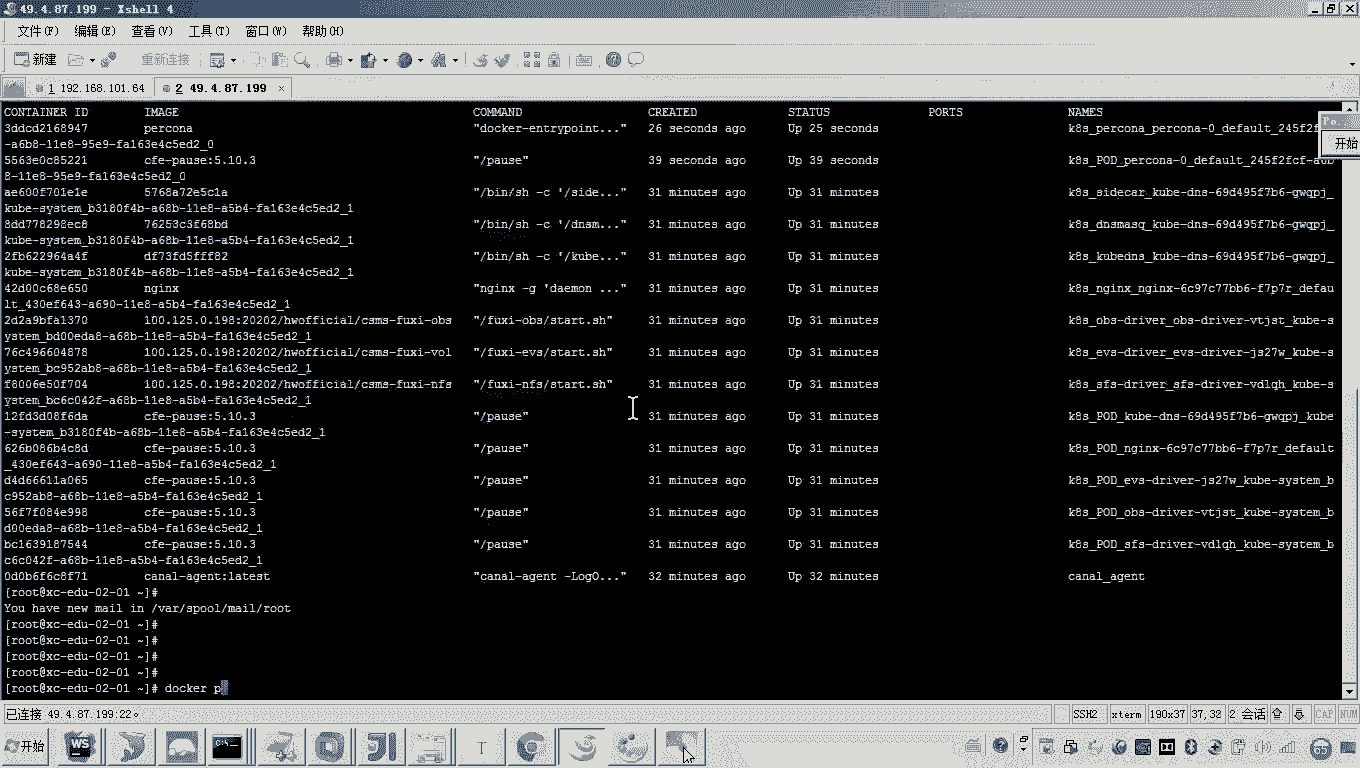 49.4.87.199 - Xshell 4
文件(F) 编辑(E) 查看(V) 工具(T) 窗口(W) 帮助(H)
新建 重新连接
1 192.168.101.64 2 49.4.87.199 ×
CONTAINER ID IMAGE COMMAND CREATED STATUS PORTS NAMES
3ddcd2168947 percona "docker-entrypoint..." 26 seconds ago Up 25 seconds k8s_percona_percona-0_default_245f2f
-a6b8-11e8-95e9-fa163e4c5ed2_0
5563e0c85221 cfe-pause:5.10.3 "/pause" 39 seconds ago Up 39 seconds k8s_POD_percona-0_default_245f2fcf-a6b
8-11e8-95e9-fa163e4c5ed2_0
ae600f701e1e 5768a72e5c1a "/bin/sh -c '/side..." 31 minutes ago Up 31 minutes k8s_sidecar_kube-dns-69d495f7b6-gwqpj_
kube-system_b3180f4b-a68b-11e8-a5b4-fa163e4c5ed2_1
8dd778298ec8 76253c3f68bd "/bin/sh -c '/dnsm..." 31 minutes ago Up 31 minutes k8s_dnsmasq_kube-dns-69d495f7b6-gwqpj_
kube-system_b3180f4b-a68b-11e8-a5b4-fa163e4c5ed2_1
2fb622964a4f df73fd5fff82 "/bin/sh -c '/kube..." 31 minutes ago Up 31 minutes k8s_kubedns_kube-dns-69d495f7b6-gwqpj_
kube-system_b3180f4b-a68b-11e8-a5b4-fa163e4c5ed2_1
42d00c68e650 nginx "nginx -g 'daemon ..." 31 minutes ago Up 31 minutes k8s_nginx_nginx-6c97c77bb6-f7p7r_defau
lt_430ef643-a690-11e8-a5b4-fa163e4c5ed2_1
2d2a9bfa1370 100.125.0.198:20202/hwofficial/csms-fuxi-obs "/fuxi-obs/start.sh" 31 minutes ago Up 31 minutes k8s_obs-driver_obs-driver-vtjst_kube-s
ystem_bd00eda8-a68b-11e8-a5b4-fa163e4c5ed2_1
76c496604878 100.125.0.198:20202/hwofficial/csms-fuxi-vol "/fuxi-evs/start.sh" 31 minutes ago Up 31 minutes k8s_evs-driver_evs-driver-js27w_kube-s
ystem_bc952ab8-a68b-11e8-a5b4-fa163e4c5ed2_1
f8006e50f704 100.125.0.198:20202/hwofficial/csms-fuxi-nfs "/fuxi-nfs/start.sh" 31 minutes ago Up 31 minutes k8s_sfs-driver_sfs-driver-vdlqh_kube-s
ystem_bc6c042f-a68b-11e8-a5b4-fa163e4c5ed2_1
12fd3d08f6da cfe-pause:5.10.3 "/pause" 31 minutes ago Up 31 minutes k8s_POD_kube-dns-69d495f7b6-gwqpj_kube
-system_b3180f4b-a68b-11e8-a5b4-fa163e4c5ed2_1
626b086b4c8d cfe-pause:5.10.3 "/pause" 31 minutes ago Up 31 minutes k8s_POD_nginx-6c97c77bb6-f7p7r_default
_430ef643-a690-11e8-a5b4-fa163e4c5ed2_1
d4d66611a065 cfe-pause:5.10.3 "/pause" 31 minutes ago Up 31 minutes k8s_POD_evs-driver-js27w_kube-system_b
c952ab8-a68b-11e8-a5b4-fa163e4c5ed2_1
56f7f084e998 cfe-pause:5.10.3 "/pause" 31 minutes ago Up 31 minutes k8s_POD_obs-driver-vtjst_kube-system_b
d00eda8-a68b-11e8-a5b4-fa163e4c5ed2_1
bc1639187544 cfe-pause:5.10.3 "/pause" 31 minutes ago Up 31 minutes k8s_POD_sfs-driver-vdlqh_kube-system_b
c6c042f-a68b-11e8-a5b4-fa163e4c5ed2_1
0d0b6f6c8f71 canal-agent:latest "canal-agent -LogO..." 32 minutes ago Up 32 minutes canal_agent
[root@xc-edu-02-01 ~]#
You have new mail in /var/spool/mail/root
[root@xc-edu-02-01 ~]#
[root@xc-edu-02-01 ~]#
[root@xc-edu-02-01 ~]#
[root@xc-edu-02-01 ~]#
[root@xc-edu-02-01 ~]# docker p
Po..
开始
已连接 49.4.87.199:22。 SSH2 xterm 190x37 37,32 2 会话 CAP NUM
开始 WS T 65